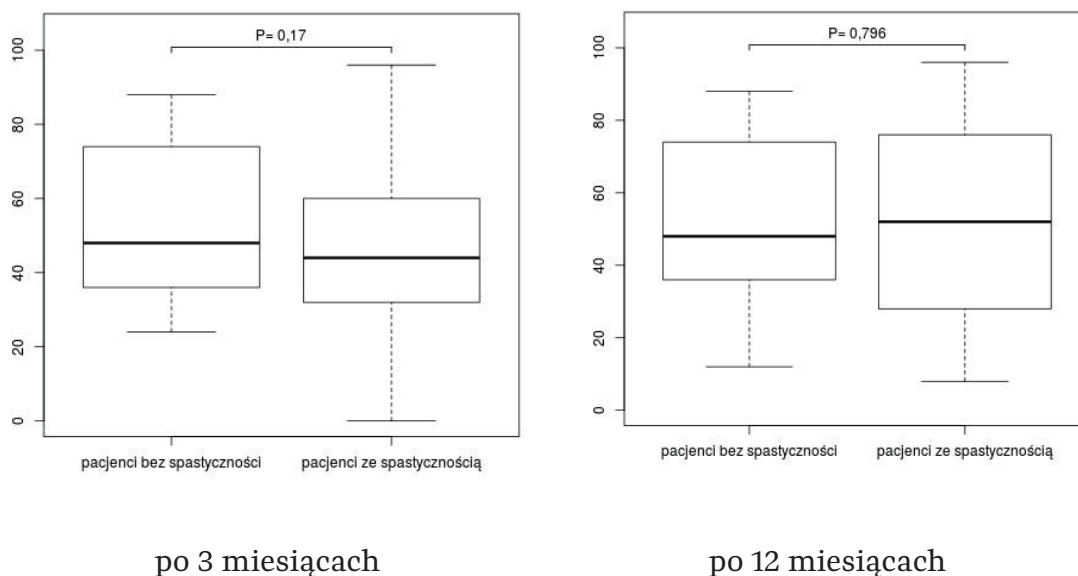 P= 0,17
100
80
60
40
20
0
pacjenci bez spastyczności
pacjenci ze spastycznością
po 3 miesiącach
P= 0,796
100
80
60
40
20
0
pacjenci bez spastyczności
pacjenci ze spastycznością
po 12 miesiącach